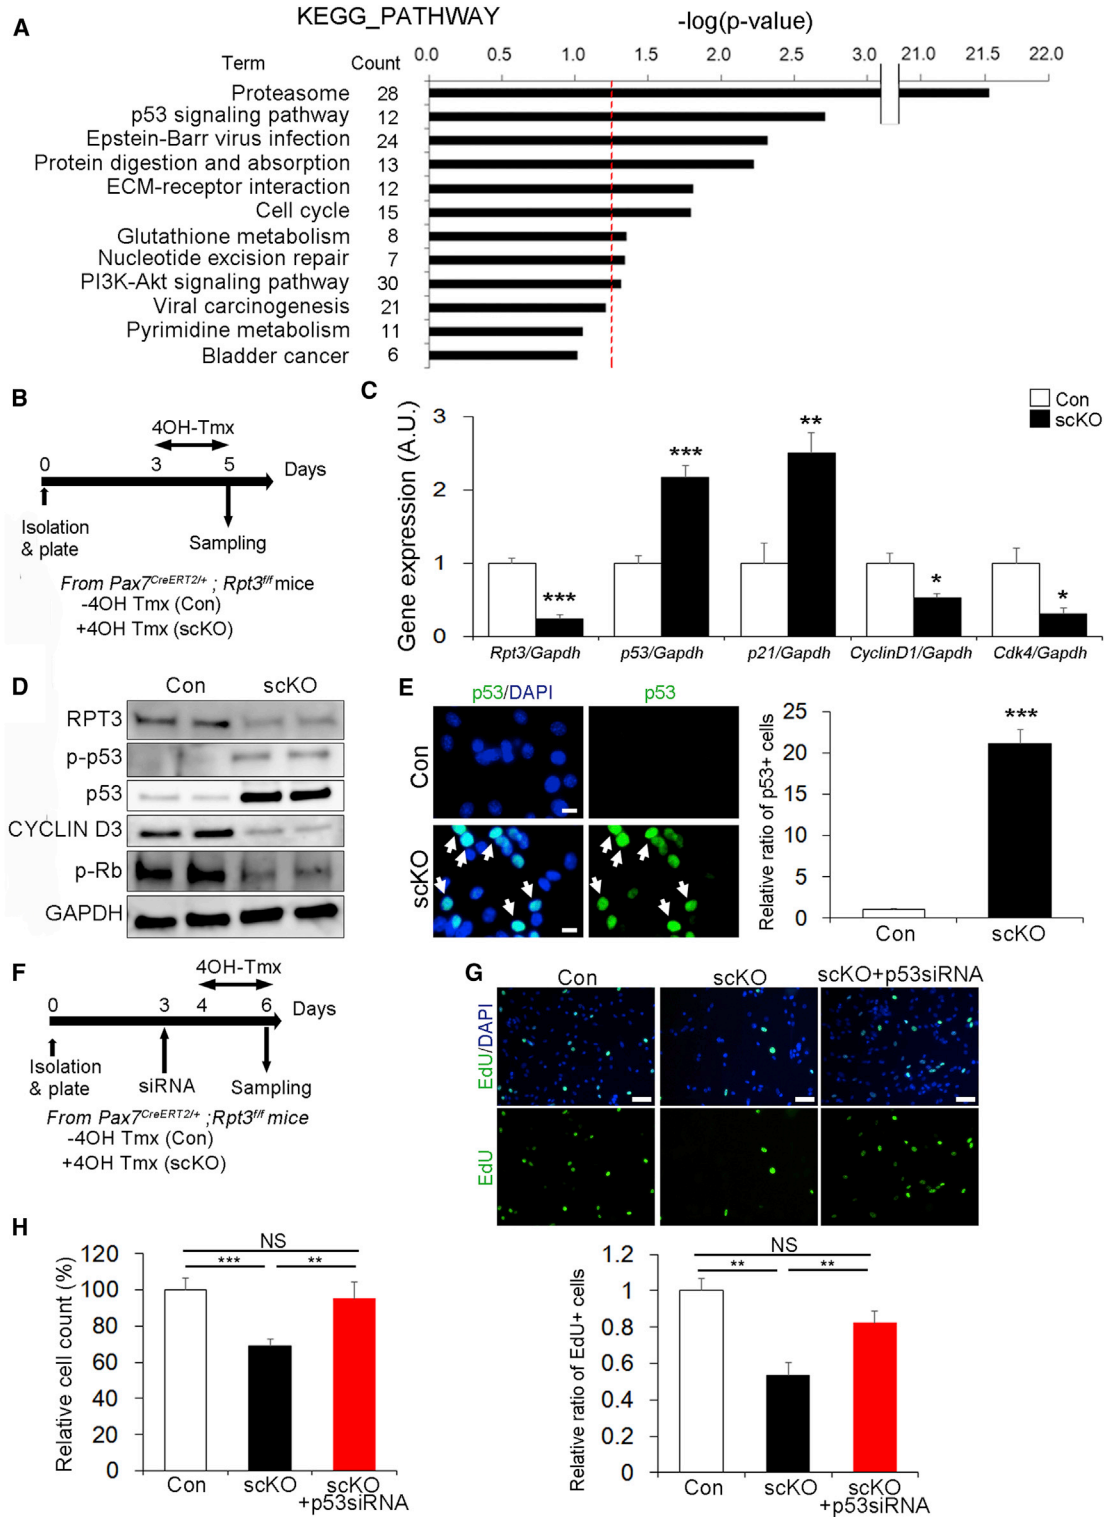 A
KEGG_PATHWAY
-log(p-value)
Term Count 0.0 0.5 1.0 1.5 2.0 2.5 3.0 21.0 21.5 22.0
Proteasome 28
p53 signaling pathway 12
Epstein-Barr virus infection 24
Protein digestion and absorption 13
ECM-receptor interaction 12
Cell cycle 15
Glutathione metabolism 8
Nucleotide excision repair 7
PI3K-Akt signaling pathway 30
Viral carcinogenesis 21
Pyrimidine metabolism 11
Bladder cancer 6
B
4OH-Tmx
0 3 5 Days
Isolation
& plate
Sampling
From Pax7CreERT2/+ ; Rpt3f/f mice
-4OH Tmx (Con)
+4OH Tmx (scKO)
C
Con
scKO
Gene expression (A.U.)
3
2
1
0
***
***
**
*
*
Rpt3/Gapdh p53/Gapdh p21/Gapdh CyclinD1/Gapdh Cdk4/Gapdh
D
Con scKO
RPT3
p-p53
p53
CYCLIN D3
p-Rb
GAPDH
E
p53/DAPI p53
Con
scKO
Relative ratio of p53+ cells
25
20
15
10
5
0
***
Con scKO
F
4OH-Tmx
0 3 4 6 Days
Isolation
& plate
siRNA
Sampling
From Pax7CreERT2/+ ;Rpt3f/f mice
-4OH Tmx (Con)
+4OH Tmx (scKO)
G
Con scKO scKO+p53siRNA
EdU/DAPI
EdU
H
Relative cell count (%)
120
100
80
60
40
20
0
NS
*** **
Con scKO scKO
+p53siRNA
Relative ratio of EdU+ cells
1.2
1
0.8
0.6
0.4
0.2
0
NS
** **
Con scKO scKO
+p53siRNA